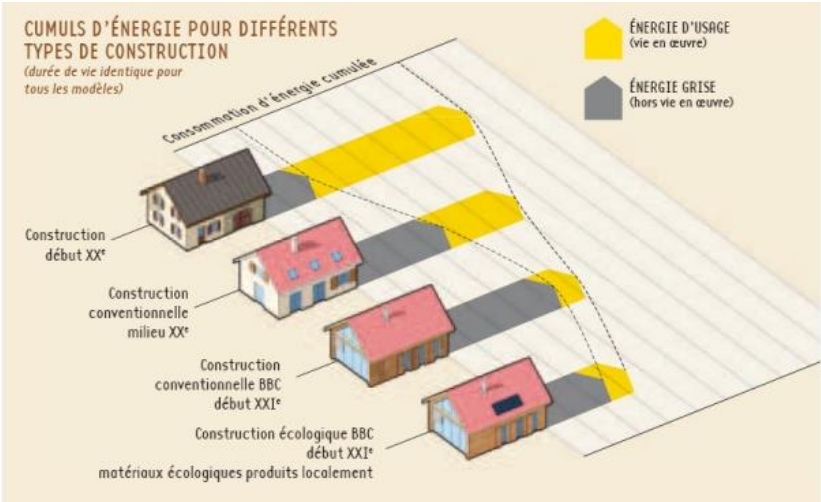 CUMULS D'ÉNERGIE POUR DIFFÉRENTS
TYPES DE CONSTRUCTION
(durée de vie identique pour
tous les modèles)
ÉNERGIE D'USAGE
(vie en œuvre)
ÉNERGIE GRISE
(hors vie en œuvre)
Consommation d'énergie cumulée
Construction
début XXᵉ
Construction
conventionnelle
milieu XXᵉ
Construction
conventionnelle BBC
début XXIᵉ
Construction écologique BBC
début XXIᵉ
matériaux écologiques produits localement